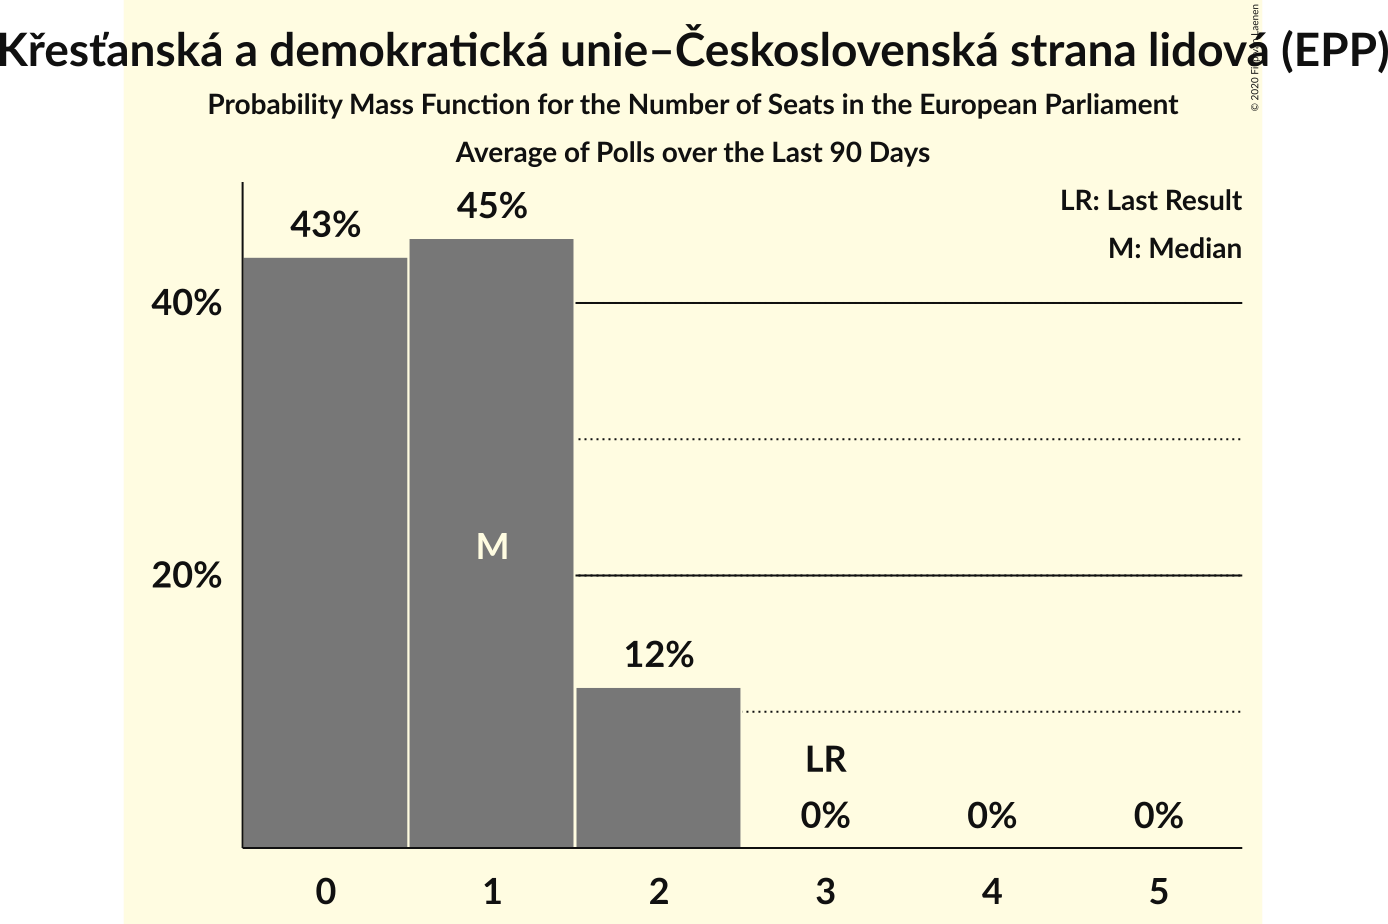 Křesťanská a demokratická unie–Československá strana lidová (EPP)
Probability Mass Function for the Number of Seats in the European Parliament
Average of Polls over the Last 90 Days
© 2020 Laenen
LR: Last Result
M: Median
43%
45%
40%
M
20%
12%
LR
0%
0%
0%
0
1
2
3
4
5